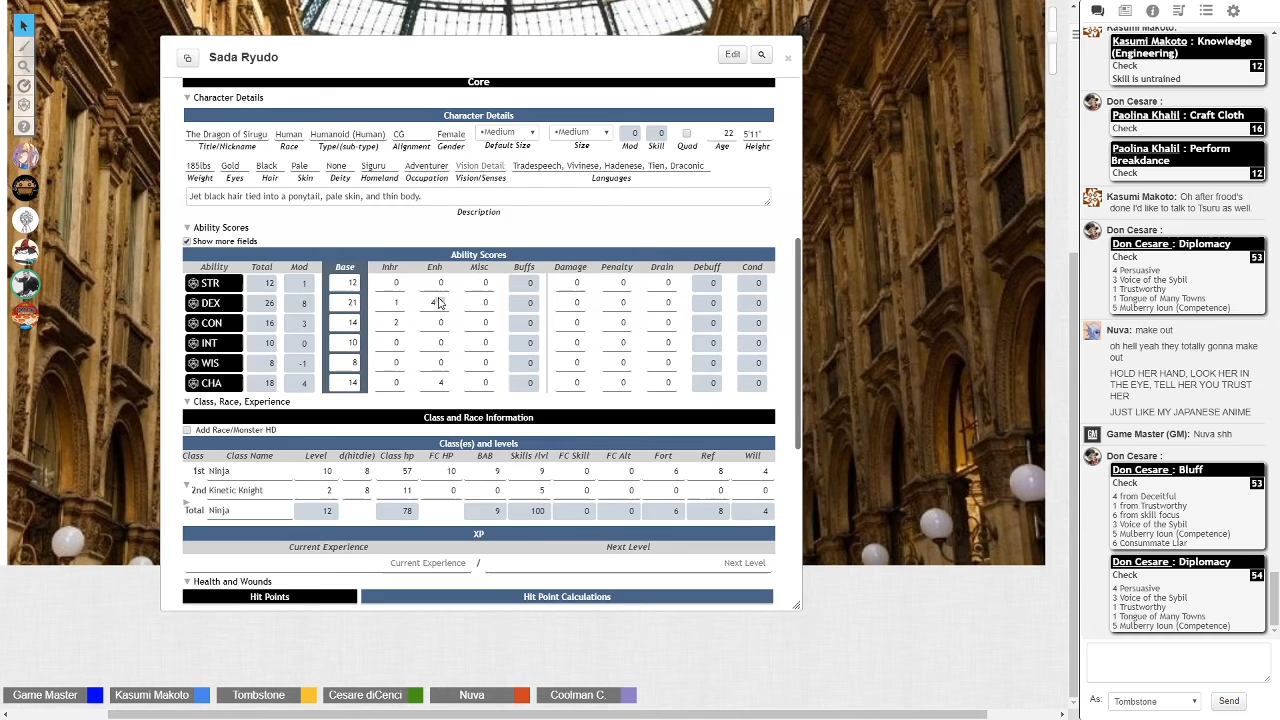 Sada Ryudo
Edit
×
Core
Character Details
Character Details
The Dragon of Sirugu Human Humanoid (Human) CG Female •Medium •Medium 0 0 22 5'11"
Title/Nickname Race Type/(sub-type) Alignment Gender Default Size Size Mod Skill Quad Age Height
185lbs Gold Black Pale None Siguru Adventurer Vision Detail Tradespeech, Vivinese, Hadenese, Tien, Draconic
Weight Eyes Hair Skin Deity Homeland Occupation Vision/Senses Languages
Jet black hair tied into a ponytail, pale skin, and thin body.
Description
Ability Scores
Show more fields
Ability Scores
Ability Total Mod Base Inhr Enh Misc Buffs Damage Penalty Drain Debuff Cond
STR 12 1 12 0 0 0 0 0 0 0 0 0
DEX 26 8 21 1 4 0 0 0 0 0 0 0
CON 16 3 14 2 0 0 0 0 0 0 0 0
INT 10 0 10 0 0 0 0 0 0 0 0 0
WIS 8 -1 8 0 0 0 0 0 0 0 0 0
CHA 18 4 14 0 4 0 0 0 0 0 0 0
Class, Race, Experience
Class and Race Information
Add Race/Monster HD
Class(es) and levels
Class Class Name Level d(hitdie) Class hp FC HP BAB Skills /lvl FC Skill FC Alt Fort Ref Will
1st Ninja 10 8 57 10 9 9 0 0 6 8 4
2nd Kinetic Knight 2 8 11 0 0 5 0 0 0 0 0
Total Ninja 12 78 9 100 0 0 6 8 4
XP
Current Experience Next Level
Current Experience / Next Level
Health and Wounds
Hit Points Hit Point Calculations
Game Master
Kasumi Makoto
Tombstone
Cesare diCenci
Nuva
Coolman C.
Kasumi Makoto:
Kasumi Makoto : Knowledge
(Engineering)
Check 12
Skill is untrained
Don Cesare :
Paolina Khalil : Craft Cloth
Check 16
Paolina Khalil : Perform
Breakdance
Check 12
Kasumi Makoto: Oh after frood's
done I'd like to talk to Tsuru as well.
Don Cesare :
Don Cesare : Diplomacy
Check 53
4 Persuasive
3 Voice of the Sybil
1 Trustworthy
1 Tongue of Many Towns
5 Mulberry Ioun (Competence)
Nuva: make out
oh hell yeah they totally gonna make
out
HOLD HER HAND, LOOK HER IN
THE EYE, TELL HER YOU TRUST
HER
JUST LIKE MY JAPANESE ANIME
GM Game Master (GM): Nuva shh
Don Cesare :
Don Cesare : Bluff
Check 53
4 from Deceitful
1 from Trustworthy
6 from skill focus
3 Voice of the Sybil
5 Mulberry Ioun (Competence)
6 Consummate Liar
Don Cesare : Diplomacy
Check 54
4 Persuasive
3 Voice of the Sybil
1 Trustworthy
1 Tongue of Many Towns
5 Mulberry Ioun (Competence)
As: Tombstone Send